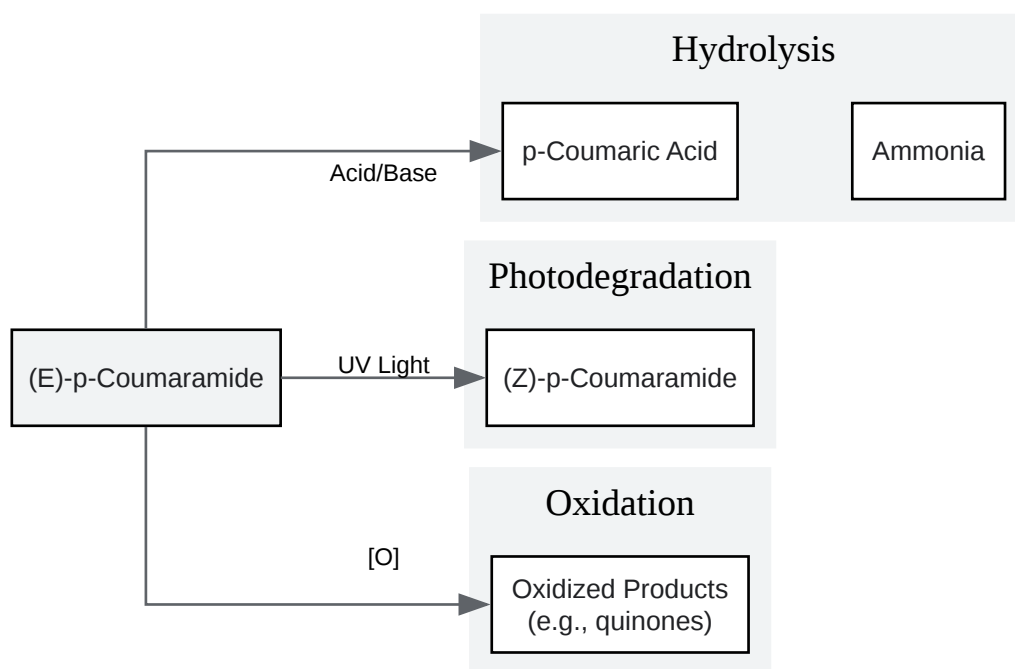 Hydrolysis
p-Coumaric Acid
Ammonia
Acid/Base
Photodegradation
(E)-p-Coumaramide
UV Light
(Z)-p-Coumaramide
Oxidation
[O]
Oxidized Products
(e.g., quinones)